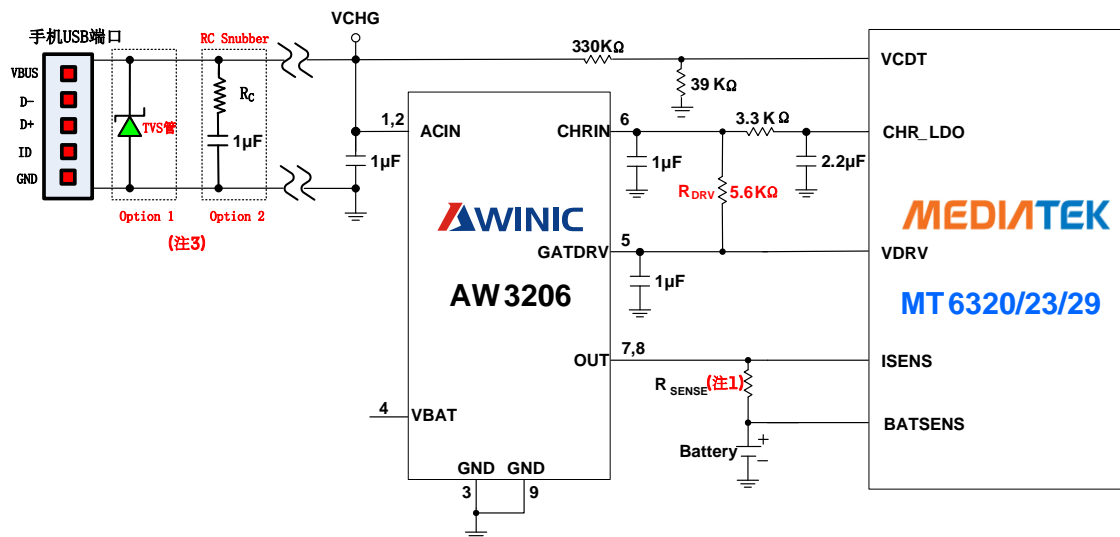 VCHG
手机USB端口
RC Snubber
330KΩ
VBUS
D-
D+
ID
GND
TVS管
RC
1μF
Option 1
Option 2
(注3)
1μF
39 KΩ
VCDT
1,2
ACIN
CHRIN
6
3.3 KΩ
CHR_LDO
1μF
2.2μF
RDRV
5.6KΩ
AWINIC
AW3206
GATDRV
5
1μF
VDRV
MEDIATEK
MT6320/23/29
OUT
7,8
ISENS
RSENSE(注1)
4
VBAT
BATSENS
Battery
+
−
GND
GND
3
9